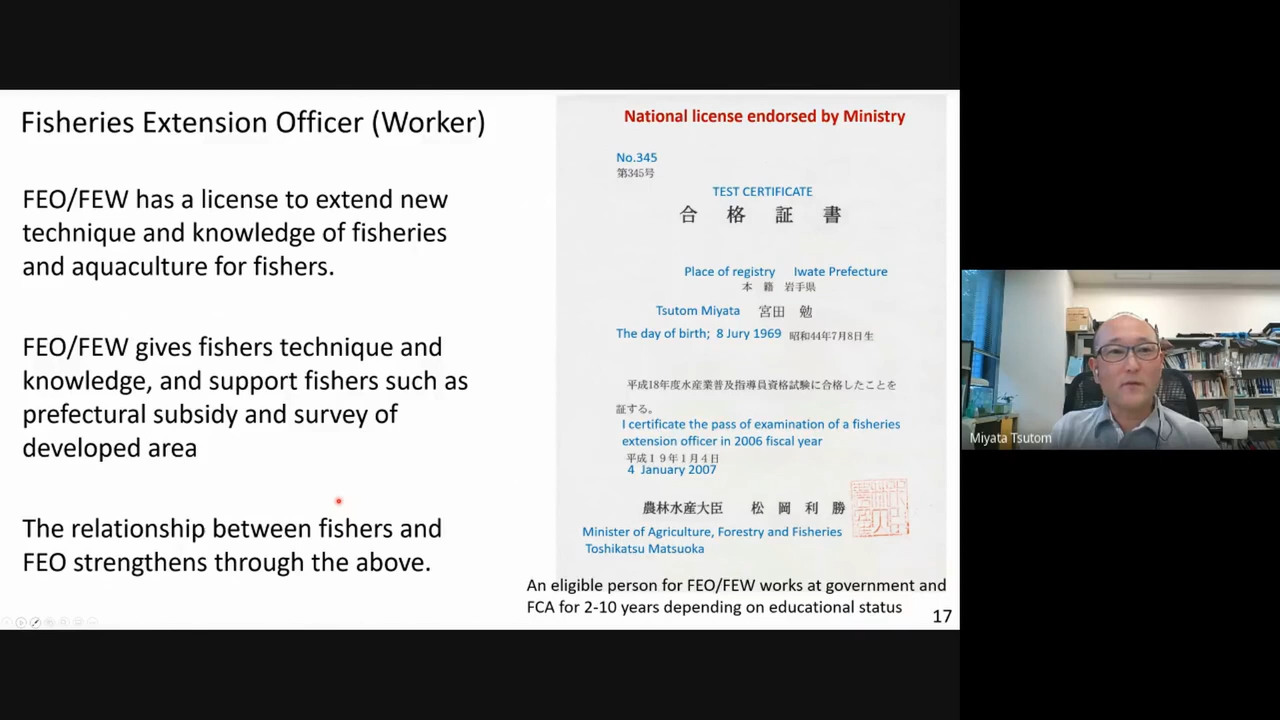 Fisheries Extension Officer (Worker)
FEO/FEW has a license to extend new
technique and knowledge of fisheries
and aquaculture for fishers.
FEO/FEW gives fishers technique and
knowledge, and support fishers such as
prefectural subsidy and survey of
developed area
The relationship between fishers and
FEO strengthens through the above.
National license endorsed by Ministry
No.345
第345号
TEST CERTIFICATE
合 格 証 書
Place of registry Iwate Prefecture
本 籍 岩手県
Tsutom Miyata 宮田 勉
The day of birth; 8 Jury 1969 昭和44年7月8日生
平成18年度水産業普及指導員資格試験に合格したことを
証する。
I certificate the pass of examination of a fisheries
extension officer in 2006 fiscal year
平成19年1月4日
4 January 2007
農林水産大臣 松 岡 利 勝
Minister of Agriculture, Forestry and Fisheries
Toshikatsu Matsuoka
An eligible person for FEO/FEW works at government and
FCA for 2-10 years depending on educational status
17
Miyata Tsutom